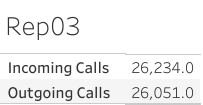 Rep03
Incoming Calls 26,234.0
Outgoing Calls 26,051.0